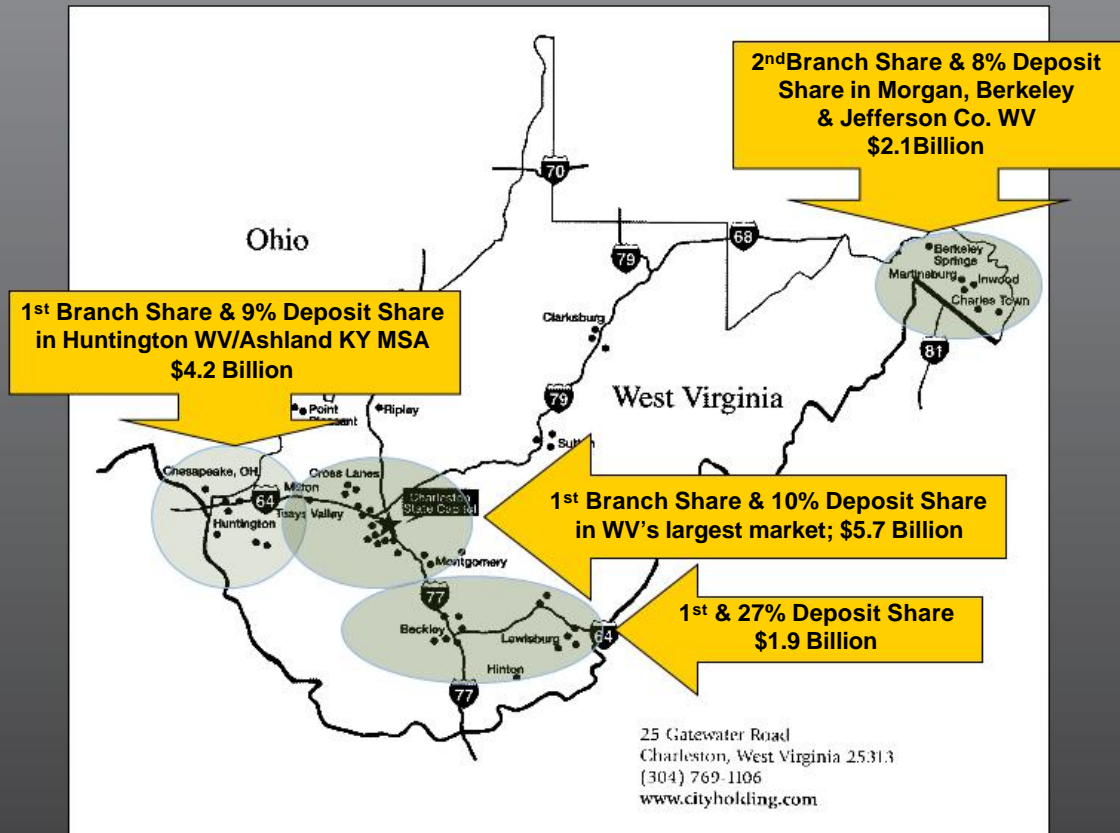 2nd Branch Share & 8% Deposit
Share in Morgan, Berkeley
& Jefferson Co. WV
$2.1Billion
70
Ohio
68
79
Berkeley
Springs
Martinsburg
Inwood
Charles Town
1st Branch Share & 9% Deposit Share
in Huntington WV/Ashland KY MSA
$4.2 Billion
Clarksburg
81
West Virginia
79
Point
Ripley
Chesapeake, OH
Cross Lanes
Milton
64
Charleston
State Capitol
Teays Valley
Huntington
1st Branch Share & 10% Deposit Share
in WV's largest market; $5.7 Billion
Montgomery
77
1st & 27% Deposit Share
$1.9 Billion
Beckley
Lewisburg
64
Hinton
77
25 Gatewater Road
Charleston, West Virginia 25313
(304) 769-1106
www.cityholding.com